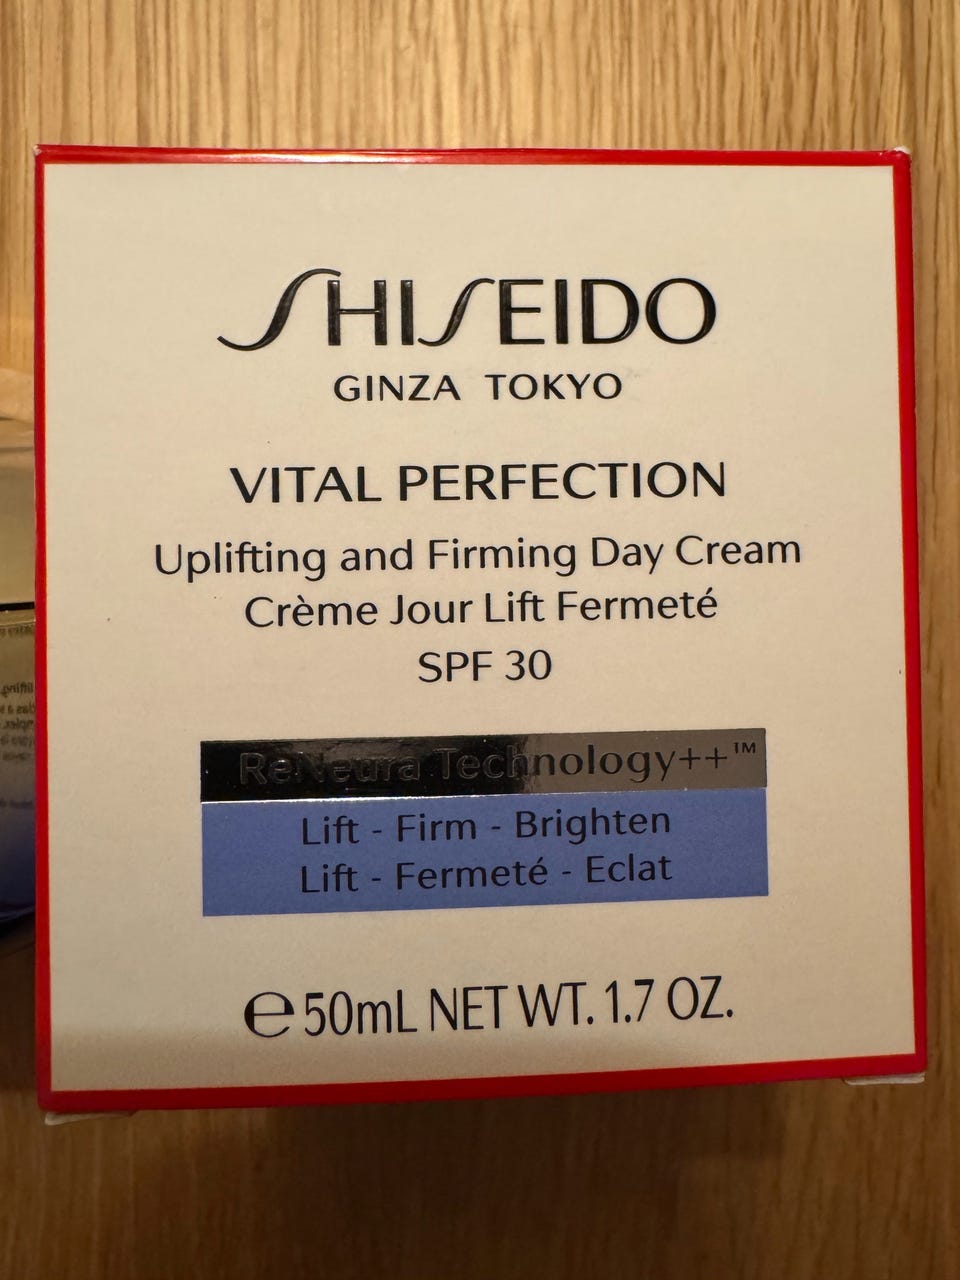 SHISEIDO
GINZA TOKYO
VITAL PERFECTION
Uplifting and Firming Day Cream
Crème Jour Lift Fermeté
SPF 30
ReNeura Technology++™
Lift - Firm - Brighten
Lift - Fermeté - Eclat
℮50mL NET WT. 1.7 OZ.